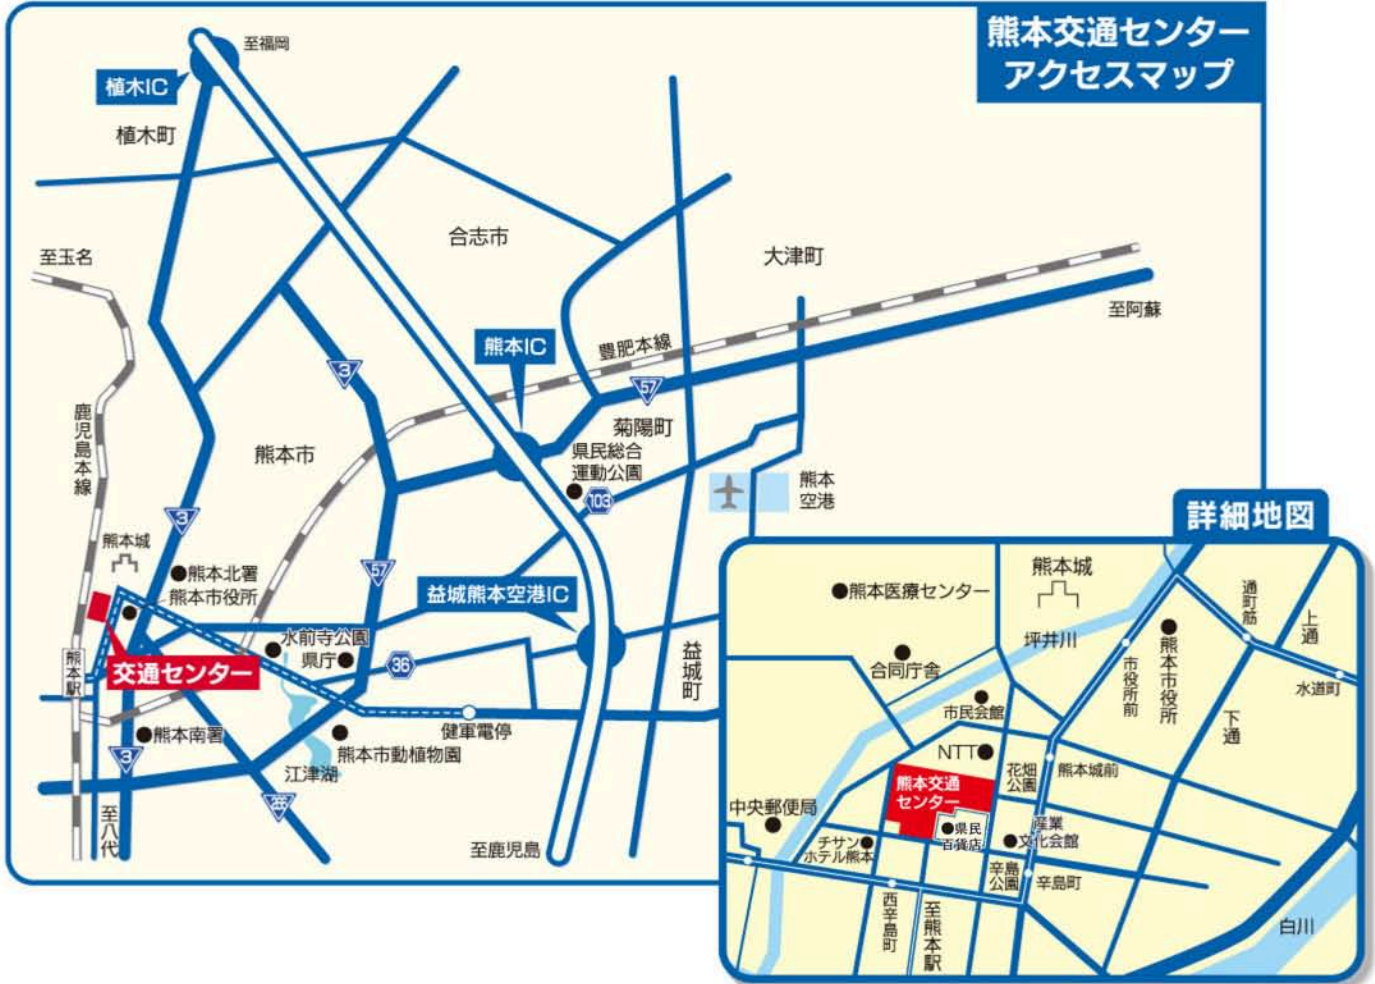 熊本交通センター
アクセスマップ
至福岡
植木IC
植木町
合志市
大津町
至玉名
至阿蘇
熊本IC
豊肥本線
3
57
菊陽町
鹿児島本線
熊本市
県民総合
運動公園
103
熊本
空港
3
熊本城
熊本北署
熊本市役所
57
益城熊本空港IC
水前寺公園
県庁
36
益城町
熊本駅
交通センター
健軍電停
熊本南署
3
熊本市動植物園
江津湖
至八代
至鹿児島
詳細地図
熊本城
熊本医療センター
通町筋
上通
坪井川
熊本市役所
合同庁舎
市役所前
水道町
市民会館
下通
NTT
花畑
公園
熊本城前
熊本交通
センター
中央郵便局
県民
百貨店
産業
文化会館
チサン
ホテル熊本
辛島
公園
辛島町
西辛島町
至熊本駅
白川